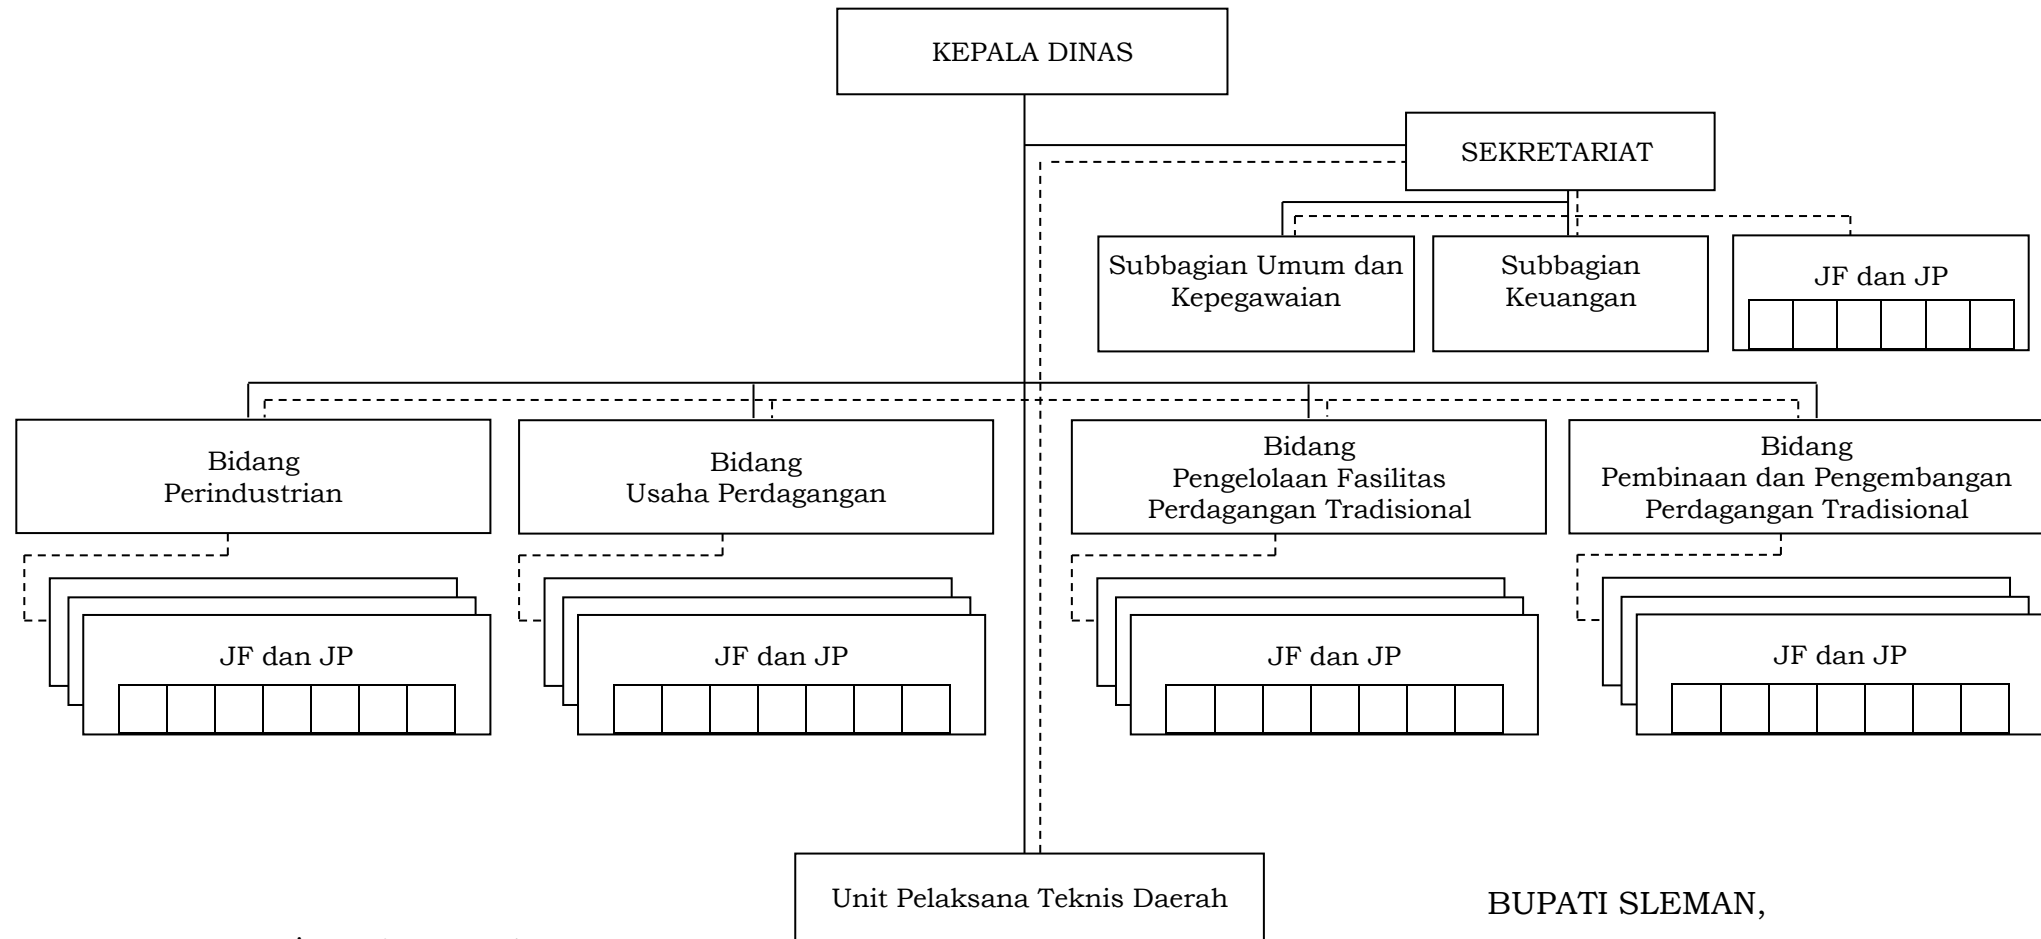 KEPALA DINAS
SEKRETARIAT
Subbagian Umum dan
Kepegawaian
Subbagian
Keuangan
JF dan JP
Bidang
Perindustrian
Bidang
Usaha Perdagangan
Bidang
Pengelolaan Fasilitas
Perdagangan Tradisional
Bidang
Pembinaan dan Pengembangan
Perdagangan Tradisional
JF dan JP
JF dan JP
JF dan JP
JF dan JP
Unit Pelaksana Teknis Daerah
BUPATI SLEMAN,